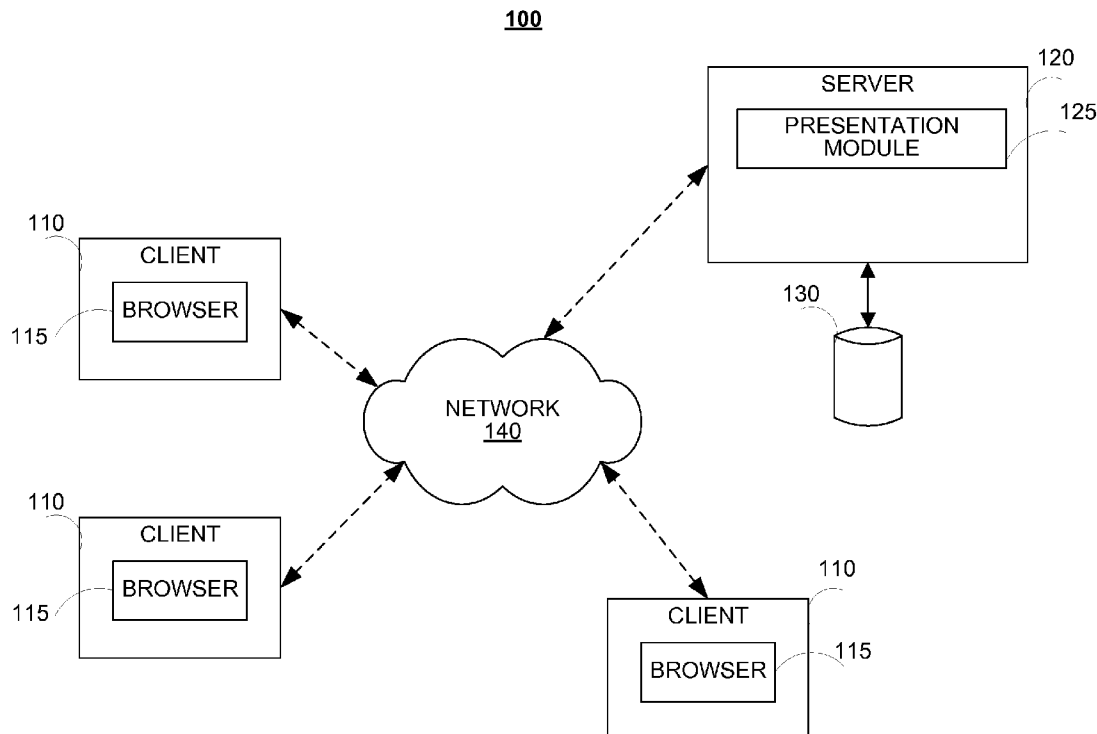 100
120
SERVER
125
PRESENTATION
MODULE
110
CLIENT
BROWSER
115
130
NETWORK
140
110
CLIENT
BROWSER
115
110
CLIENT
BROWSER
115